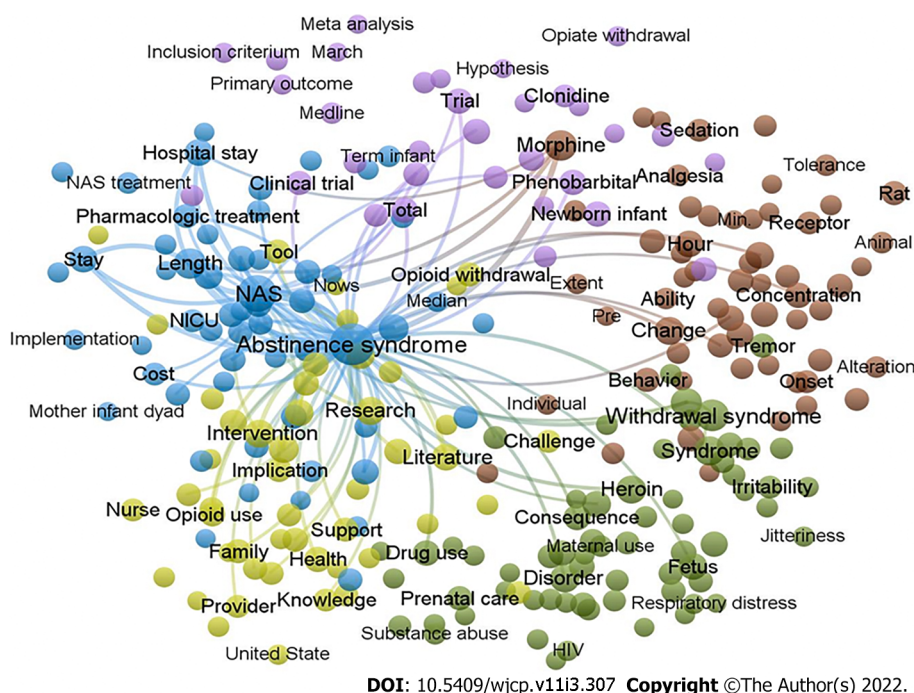 Meta analysis
Opiate withdrawal
Inclusion criterium
March
Hypothesis
Primary outcome
Clonidine
Trial
Medline
Sedation
Hospital stay
Term infant
Morphine
Tolerance
NAS treatment
Clinical trial
Phenobarbital
Analgesia
Rat
Pharmacologic treatment
Total
Newborn infant
Min.
Receptor
Stay
Length
Tool
Hour
Animal
Nows
Opioid withdrawal
Extent
NAS
Median
Ability
Concentration
NICU
Pre
Implementation
Abstinence syndrome
Change
Tremor
Cost
Behavior
Onset
Alteration
Mother infant dyad
Research
Individual
Withdrawal syndrome
Intervention
Challenge
Literature
Syndrome
Implication
Heroin
Irritability
Nurse
Opioid use
Consequence
Support
Jitteriness
Family
Health
Drug use
Maternal use
Fetus
Disorder
Provider
Knowledge
Prenatal care
Respiratory distress
Substance abuse
United State
HIV
DOI: 10.5409/wjcp.v11i3.307 Copyright ©The Author(s) 2022.